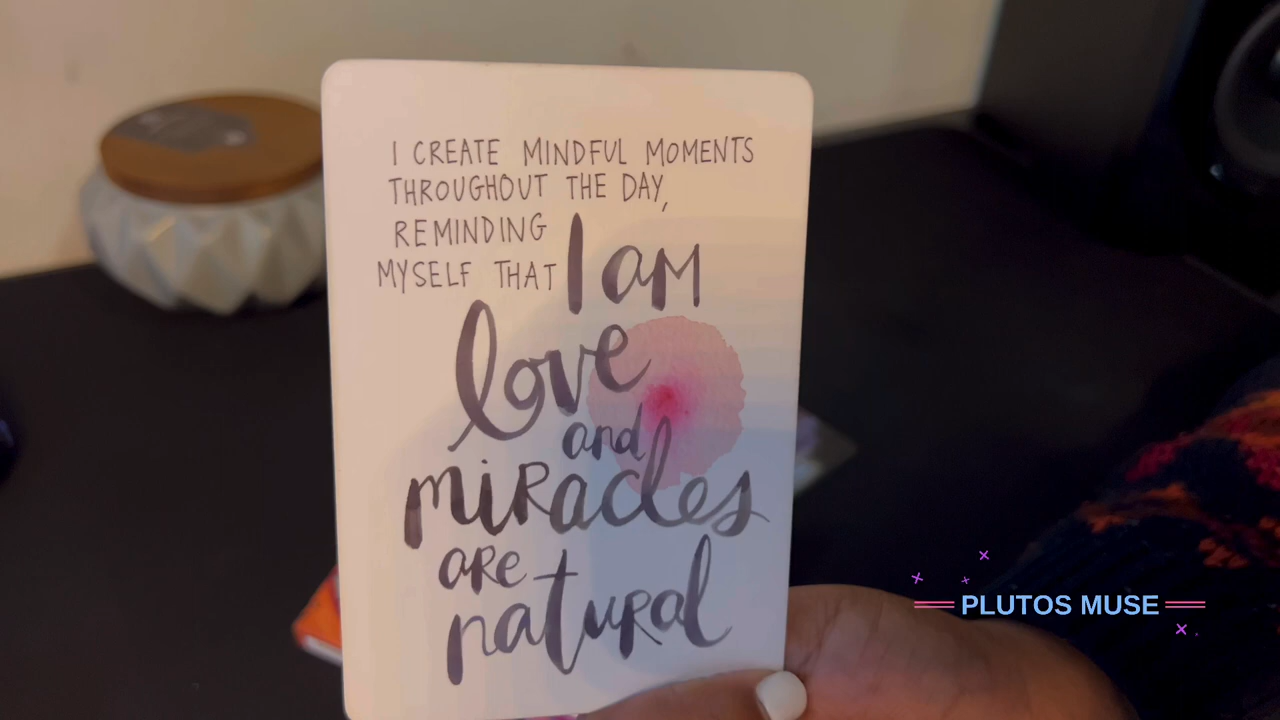 I CREATE MINDFUL MOMENTS
THROUGHOUT THE DAY,
REMINDING
MYSELF THAT I am
love
and
miracles
are
natural
PLUTOS MUSE